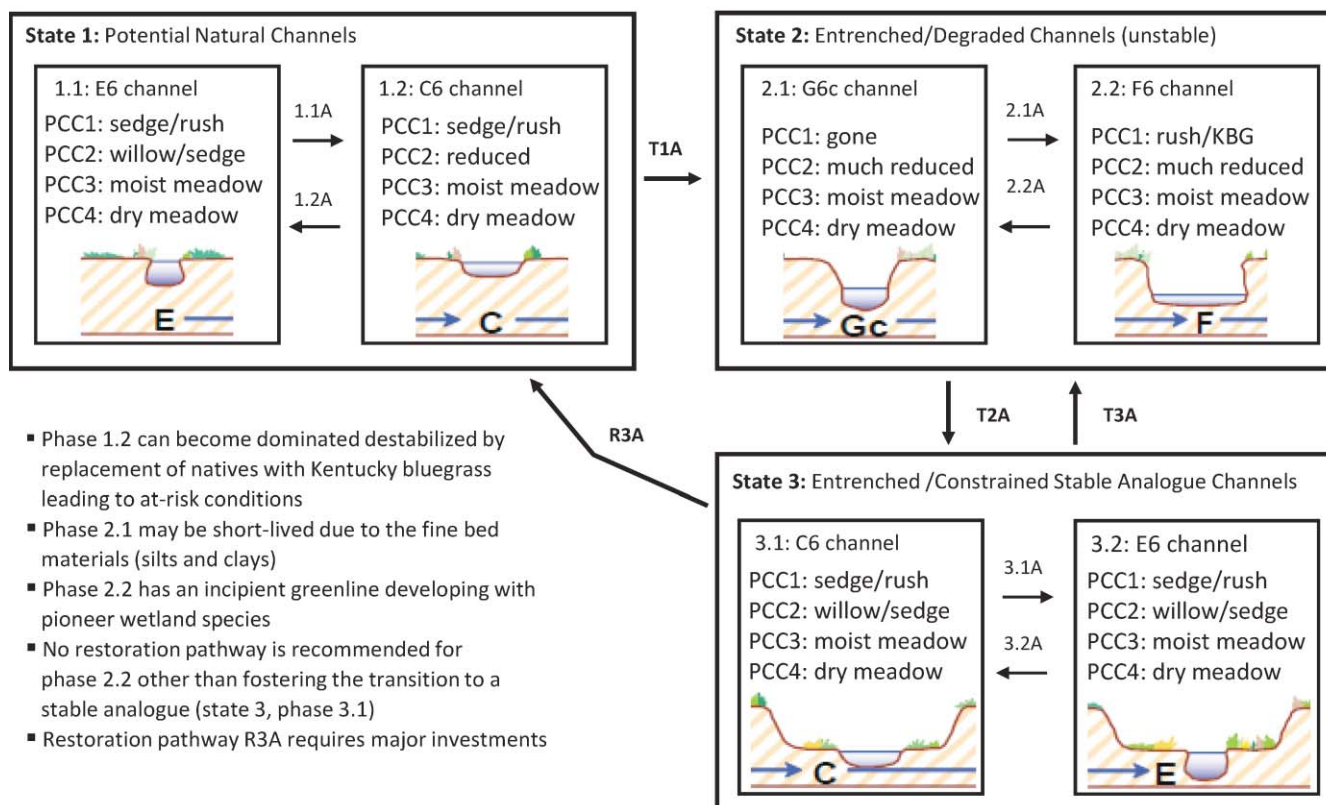 State 1: Potential Natural Channels
1.1: E6 channel
PCC1: sedge/rush
PCC2: willow/sedge
PCC3: moist meadow
PCC4: dry meadow
E
1.1A
1.2A
1.2: C6 channel
PCC1: sedge/rush
PCC2: reduced
PCC3: moist meadow
PCC4: dry meadow
C
T1A
State 2: Entrenched/Degraded Channels (unstable)
2.1: G6c channel
PCC1: gone
PCC2: much reduced
PCC3: moist meadow
PCC4: dry meadow
Gc
2.1A
2.2A
2.2: F6 channel
PCC1: rush/KBG
PCC2: much reduced
PCC3: moist meadow
PCC4: dry meadow
F
R3A
T2A
T3A
▪ Phase 1.2 can become dominated destabilized by
replacement of natives with Kentucky bluegrass
leading to at-risk conditions
▪ Phase 2.1 may be short-lived due to the fine bed
materials (silts and clays)
▪ Phase 2.2 has an incipient greenline developing with
pioneer wetland species
▪ No restoration pathway is recommended for
phase 2.2 other than fostering the transition to a
stable analogue (state 3, phase 3.1)
▪ Restoration pathway R3A requires major investments
State 3: Entrenched /Constrained Stable Analogue Channels
3.1: C6 channel
PCC1: sedge/rush
PCC2: willow/sedge
PCC3: moist meadow
PCC4: dry meadow
C
3.1A
3.2A
3.2: E6 channel
PCC1: sedge/rush
PCC2: willow/sedge
PCC3: moist meadow
PCC4: dry meadow
E